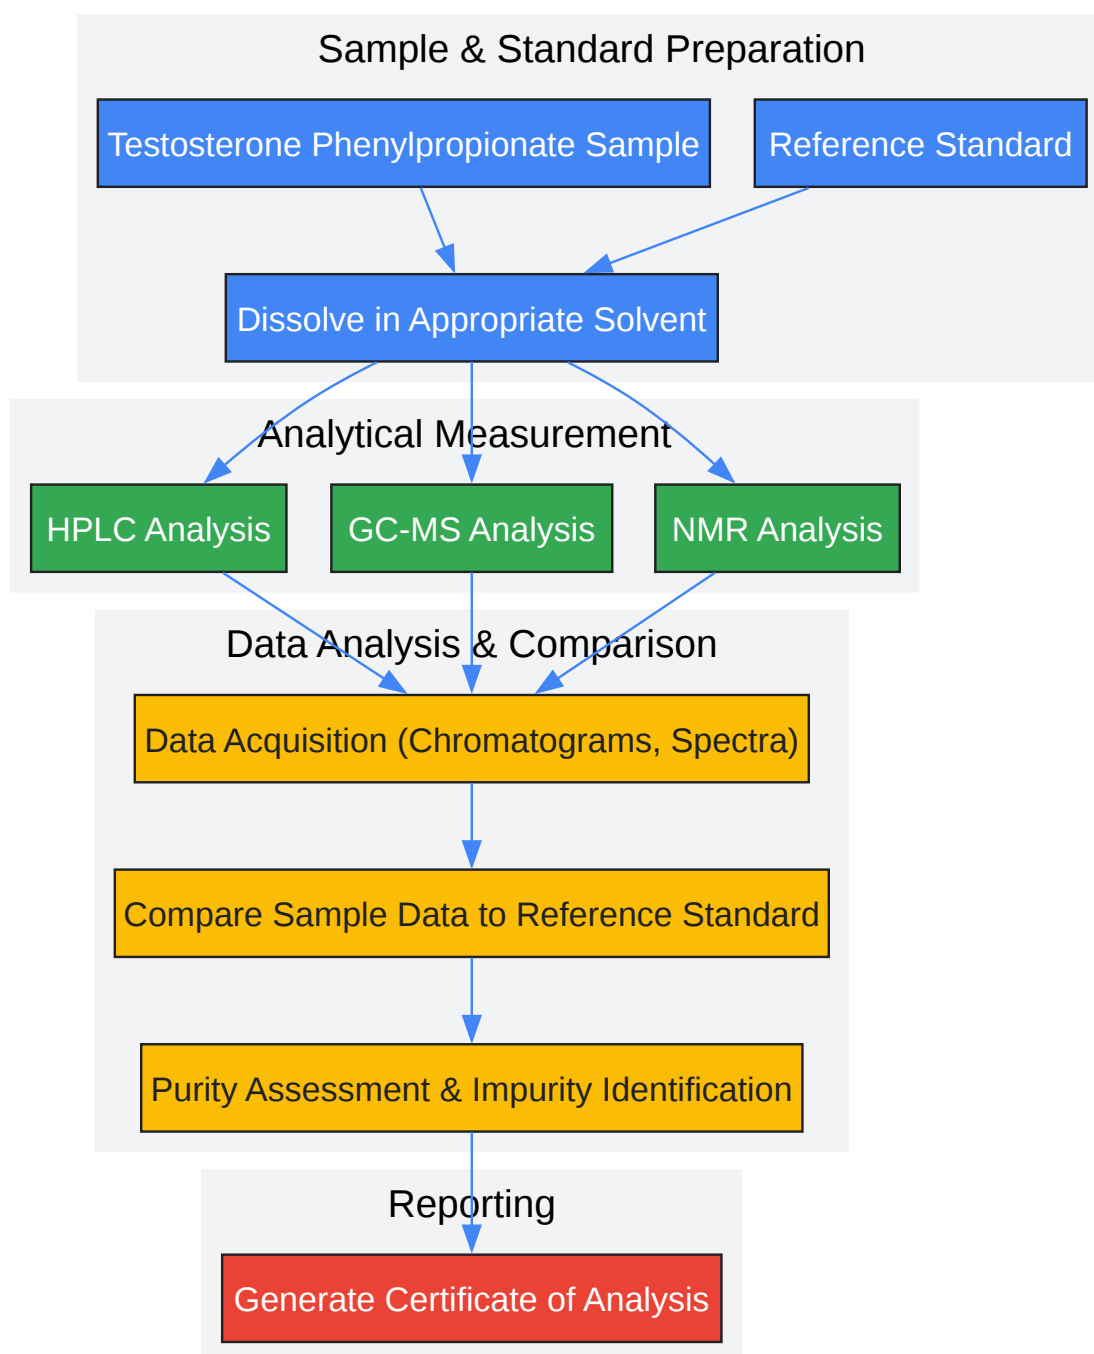 Sample & Standard Preparation
Testosterone Phenylpropionate Sample
Reference Standard
Dissolve in Appropriate Solvent
Analytical Measurement
HPLC Analysis
GC-MS Analysis
NMR Analysis
Data Analysis & Comparison
Data Acquisition (Chromatograms, Spectra)
Compare Sample Data to Reference Standard
Purity Assessment & Impurity Identification
Reporting
Generate Certificate of Analysis